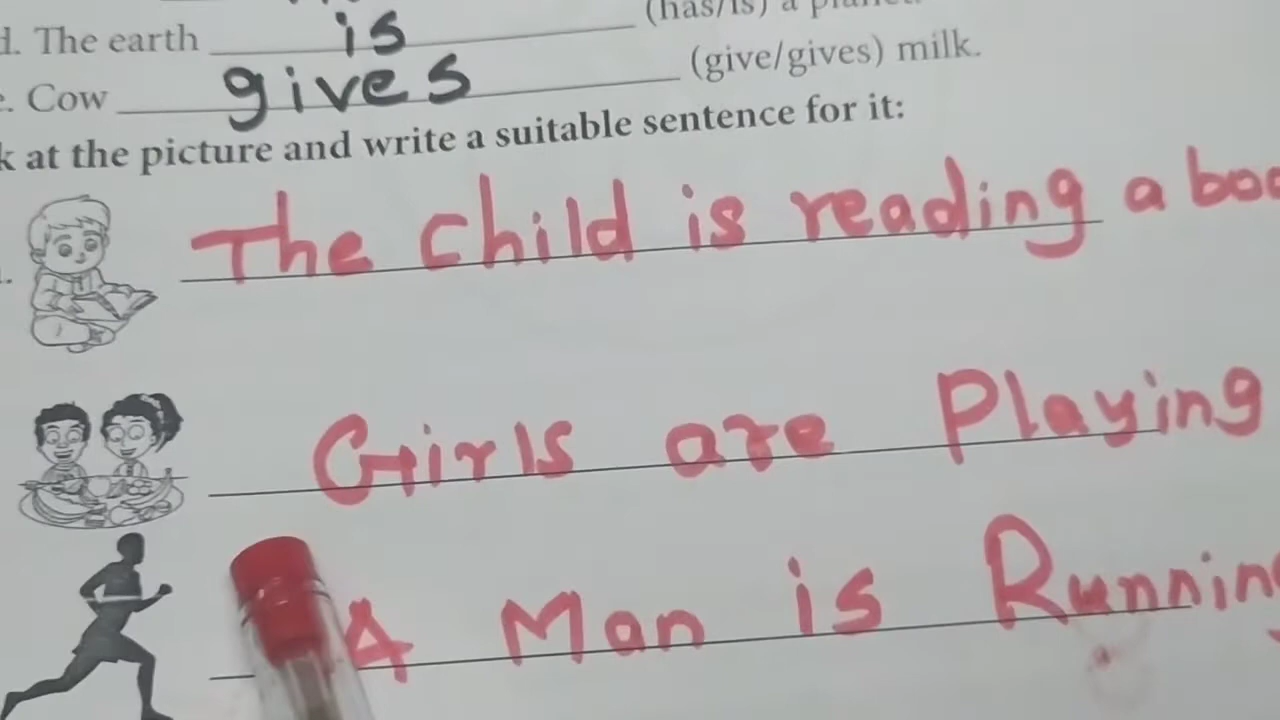 d. The earth is (has/is) a planet.
e. Cow gives (give/gives) milk.
k at the picture and write a suitable sentence for it:
The child is reading a boo
Girls are Playing
A Man is Running